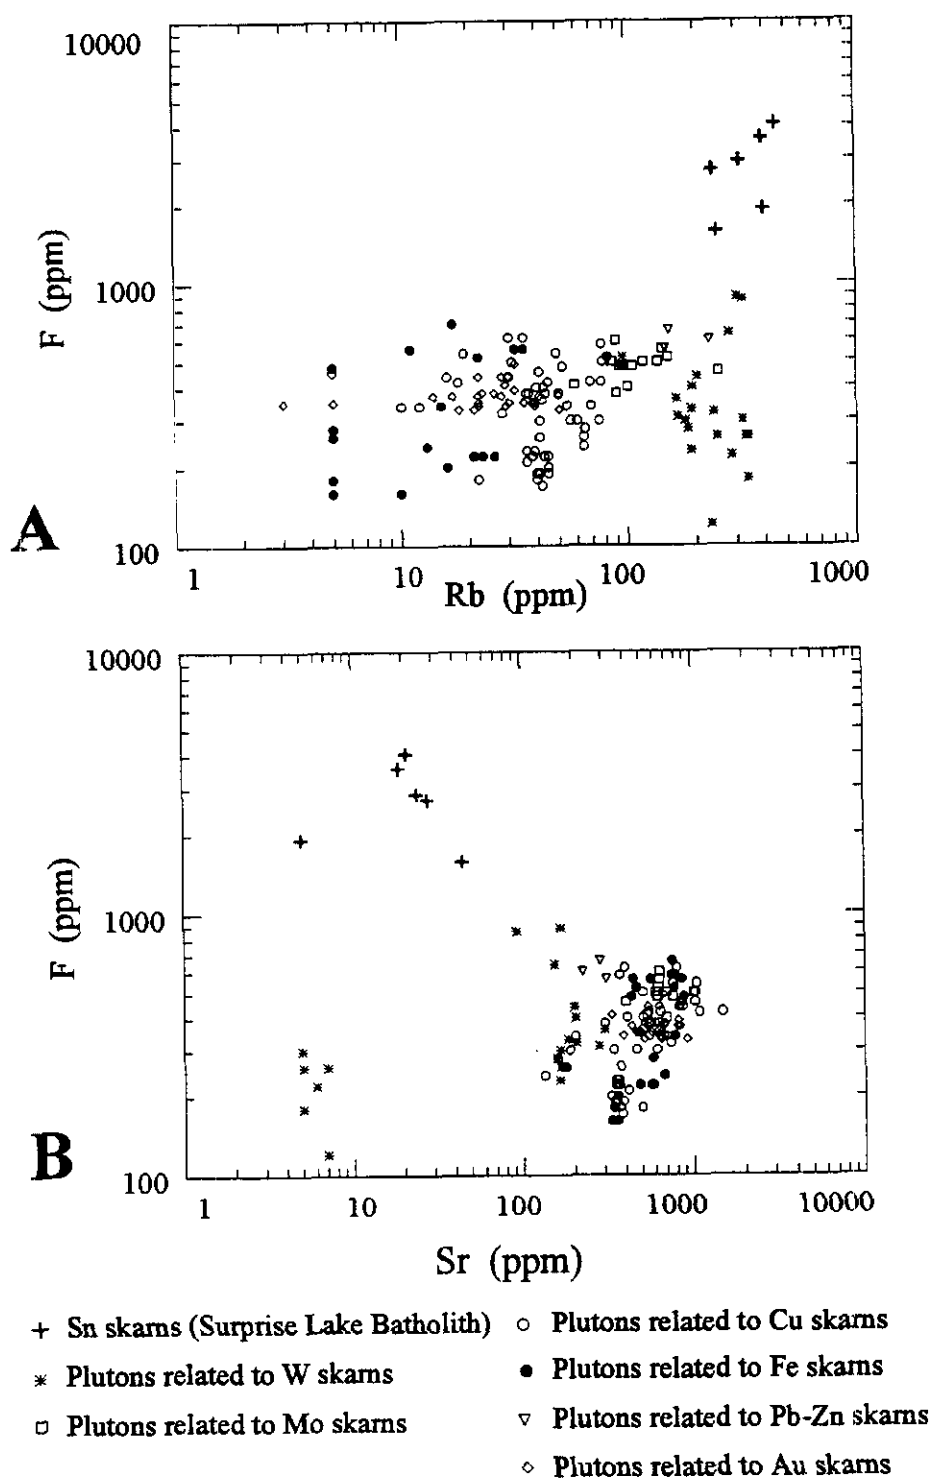 10000
1000
100
F (ppm)
A
1 10 100 1000
Rb (ppm)
10000
1000
100
F (ppm)
B
1 10 100 1000 10000
Sr (ppm)
Sn skarns (Surprise Lake Batholith)
Plutons related to W skarns
Plutons related to Mo skarns
Plutons related to Cu skarns
Plutons related to Fe skarns
Plutons related to Pb-Zn skarns
Plutons related to Au skarns